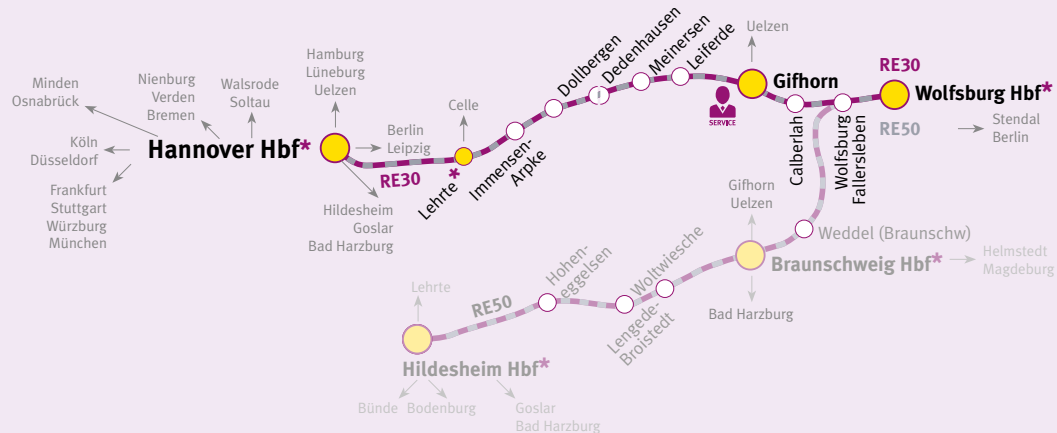 Minden
Osnabrück
Nienburg
Verden
Bremen
Walsrode
Soltau
Hamburg
Lüneburg
Uelzen
Köln
Düsseldorf
Hannover Hbf*
Frankfurt
Stuttgart
Würzburg
München
Berlin
Leipzig
Hildesheim
Goslar
Bad Harzburg
RE30
Celle
Lehrte *
Immensen-
Arpke
Dollbergen
Dedenhausen
Meinersen
Leiferde
Uelzen
Gifhorn
SERVICE
Calberlah
Wolfsburg
Fallersleben
RE30
Wolfsburg Hbf*
RE50
Stendal
Berlin
Gifhorn
Uelzen
Weddel (Braunschw)
Braunschweig Hbf*
Helmstedt
Magdeburg
Bad Harzburg
Woltwiesche
Lengede-
Broistedt
Hohen-
eggelsen
RE50
Lehrte
Hildesheim Hbf*
Bünde
Bodenburg
Goslar
Bad Harzburg